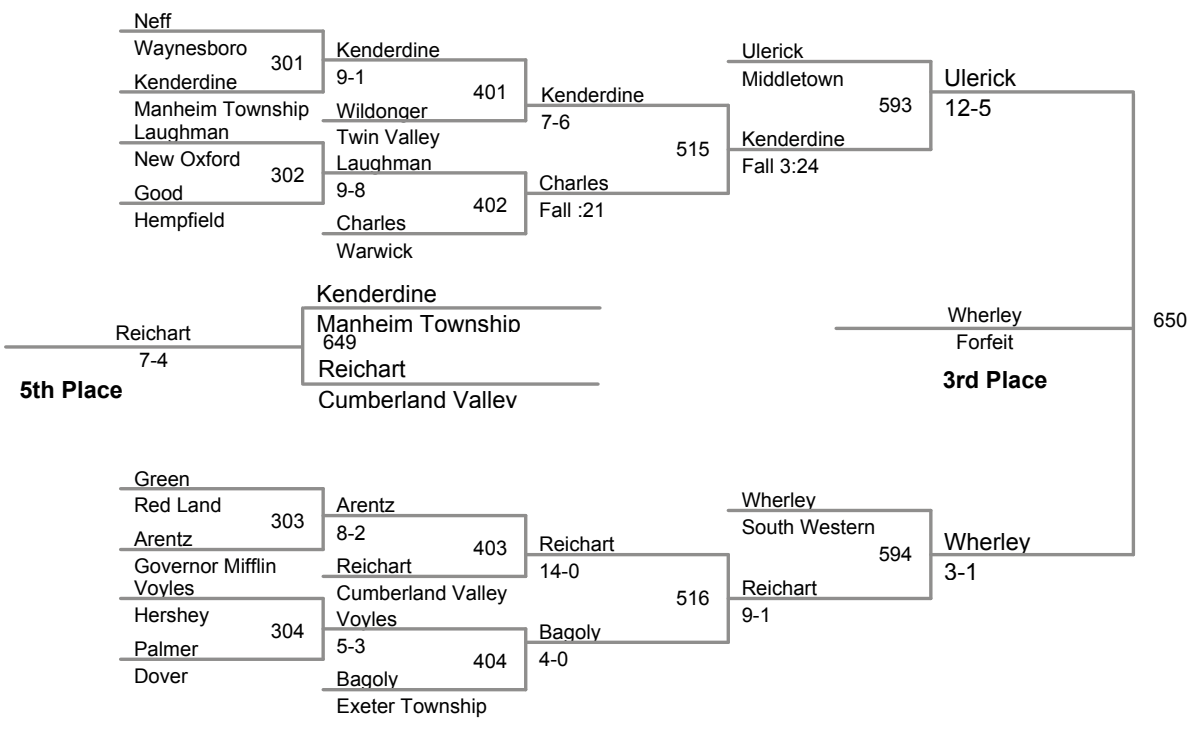 Neff
Waynesboro
301
Kenderdine
Manheim Township
Laughman
New Oxford
302
Good
Hempfield
Kenderdine
9-1
401
Wildonger
Twin Valley
Laughman
9-8
402
Charles
Warwick
Kenderdine
7-6
515
Charles
Fall :21
Ulerick
Middletown
593
Kenderdine
Fall 3:24
Ulerick
12-5
Kenderdine
Manheim Township
649
Reichart
Cumberland Valley
Reichart
7-4
5th Place
Wherley
Forfeit
3rd Place
650
Green
Red Land
303
Arentz
Governor Mifflin
Voyles
Hershey
304
Palmer
Dover
Arentz
8-2
403
Reichart
Cumberland Valley
Voyles
5-3
404
Bagoly
Exeter Township
Reichart
14-0
516
Bagoly
4-0
Wherley
South Western
594
Reichart
9-1
Wherley
3-1